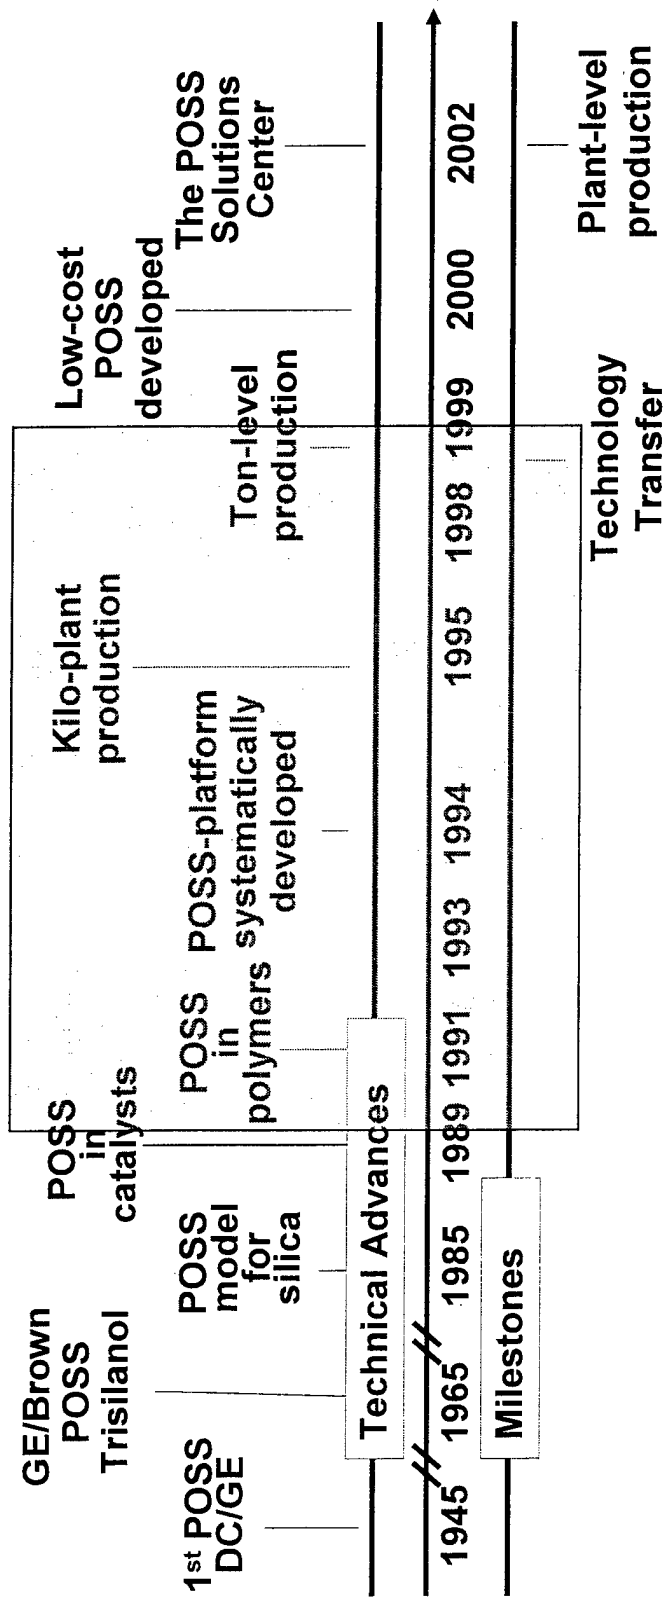 1st POSS
DC/GE
GE/Brown
POSS
Trisilanol
POSS
model
for
silica
POSS
in
catalysts
POSS
in
polymers
POSS-platform
systematically
developed
Kilo-plant
production
Ton-level
production
Low-cost
POSS
developed
The POSS
Solutions
Center
Technical Advances
1945 1965 1985 1989 1991 1993 1994 1995 1998 1999 2000 2002
Milestones
Technology
Transfer
Plant-level
production